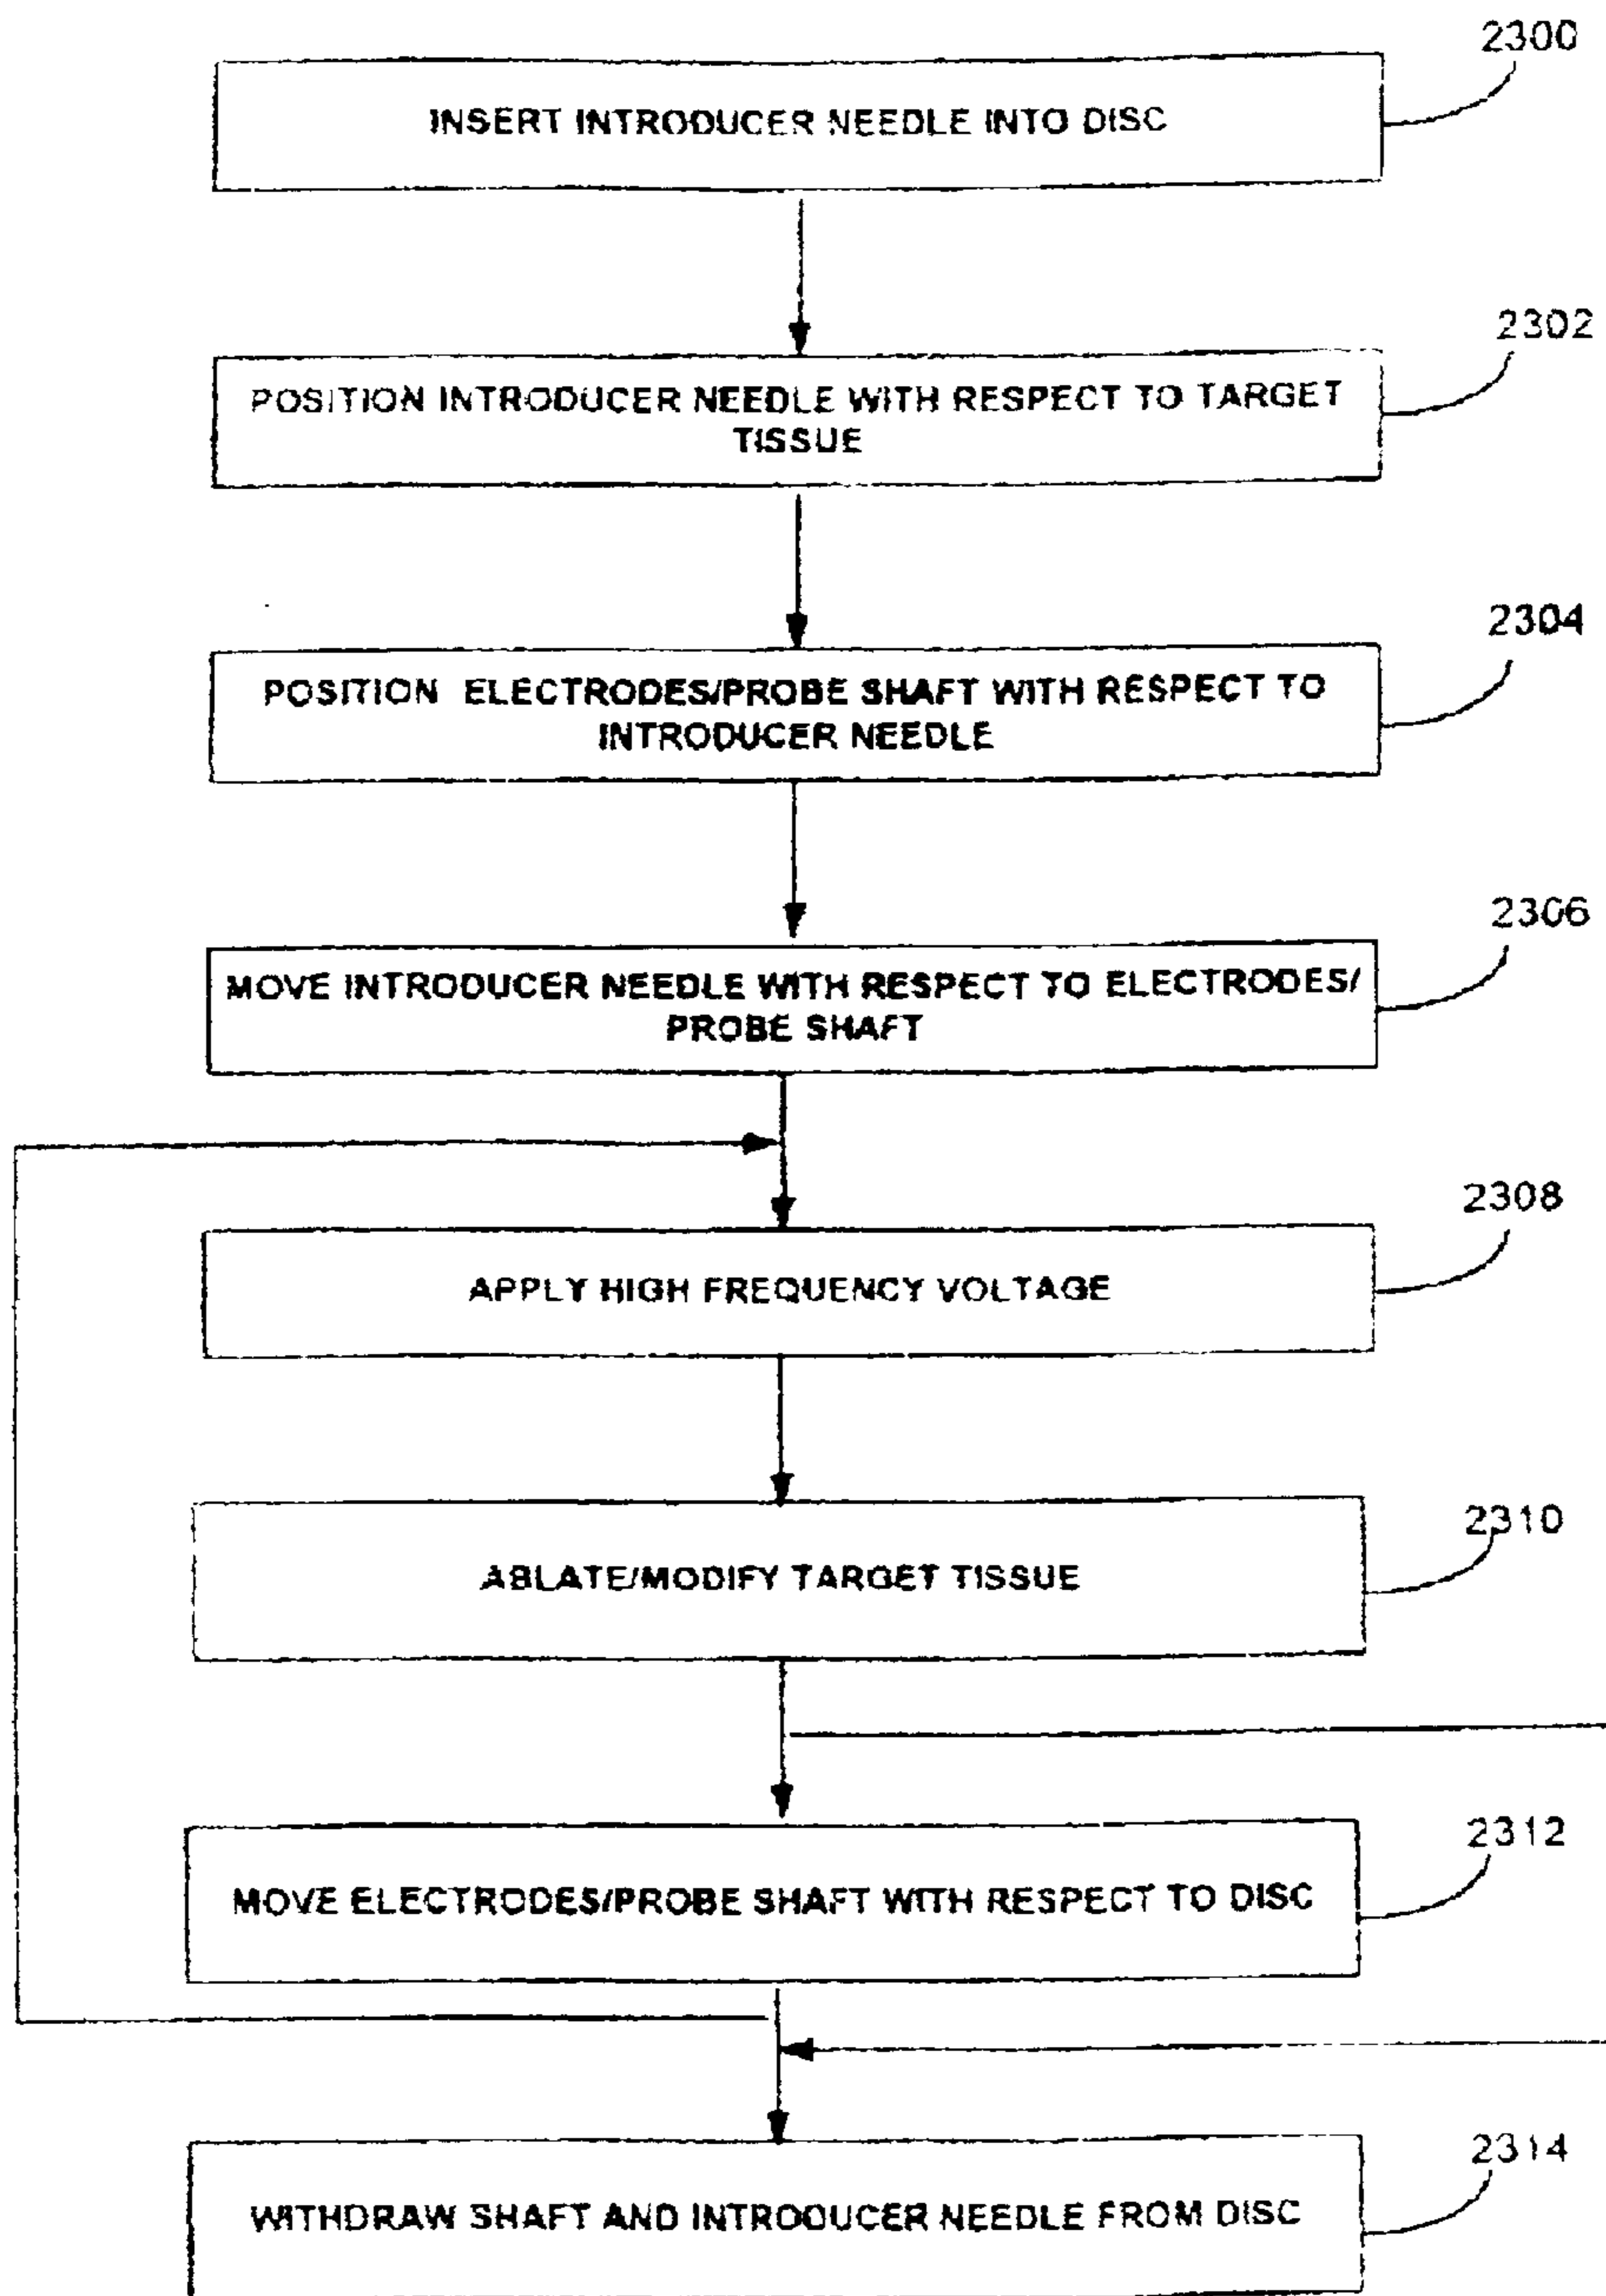 2300
INSERT INTRODUCER NEEDLE INTO DISC
2302
POSITION INTRODUCER NEEDLE WITH RESPECT TO TARGET
TISSUE
2304
POSITION ELECTRODES/PROBE SHAFT WITH RESPECT TO
INTRODUCER NEEDLE
2306
MOVE INTRODUCER NEEDLE WITH RESPECT TO ELECTRODES/
PROBE SHAFT
2308
APPLY HIGH FREQUENCY VOLTAGE
2310
ABLATE/MODIFY TARGET TISSUE
2312
MOVE ELECTRODES/PROBE SHAFT WITH RESPECT TO DISC
2314
WITHDRAW SHAFT AND INTRODUCER NEEDLE FROM DISC